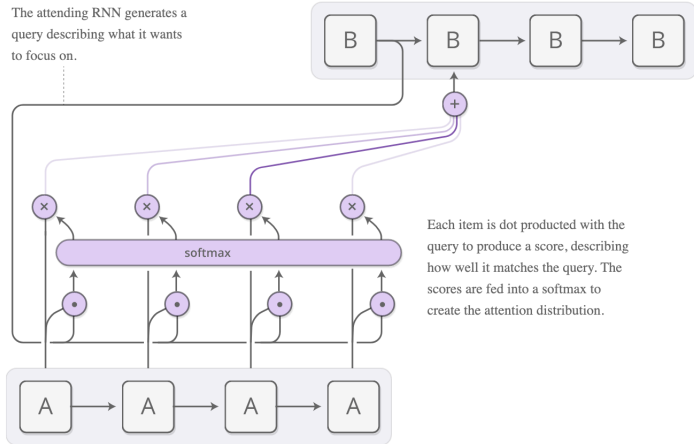 The attending RNN generates a
query describing what it wants
to focus on.
B B B B
+
× × × ×
softmax
Each item is dot producted with the
query to produce a score, describing
how well it matches the query. The
scores are fed into a softmax to
create the attention distribution.
A A A A